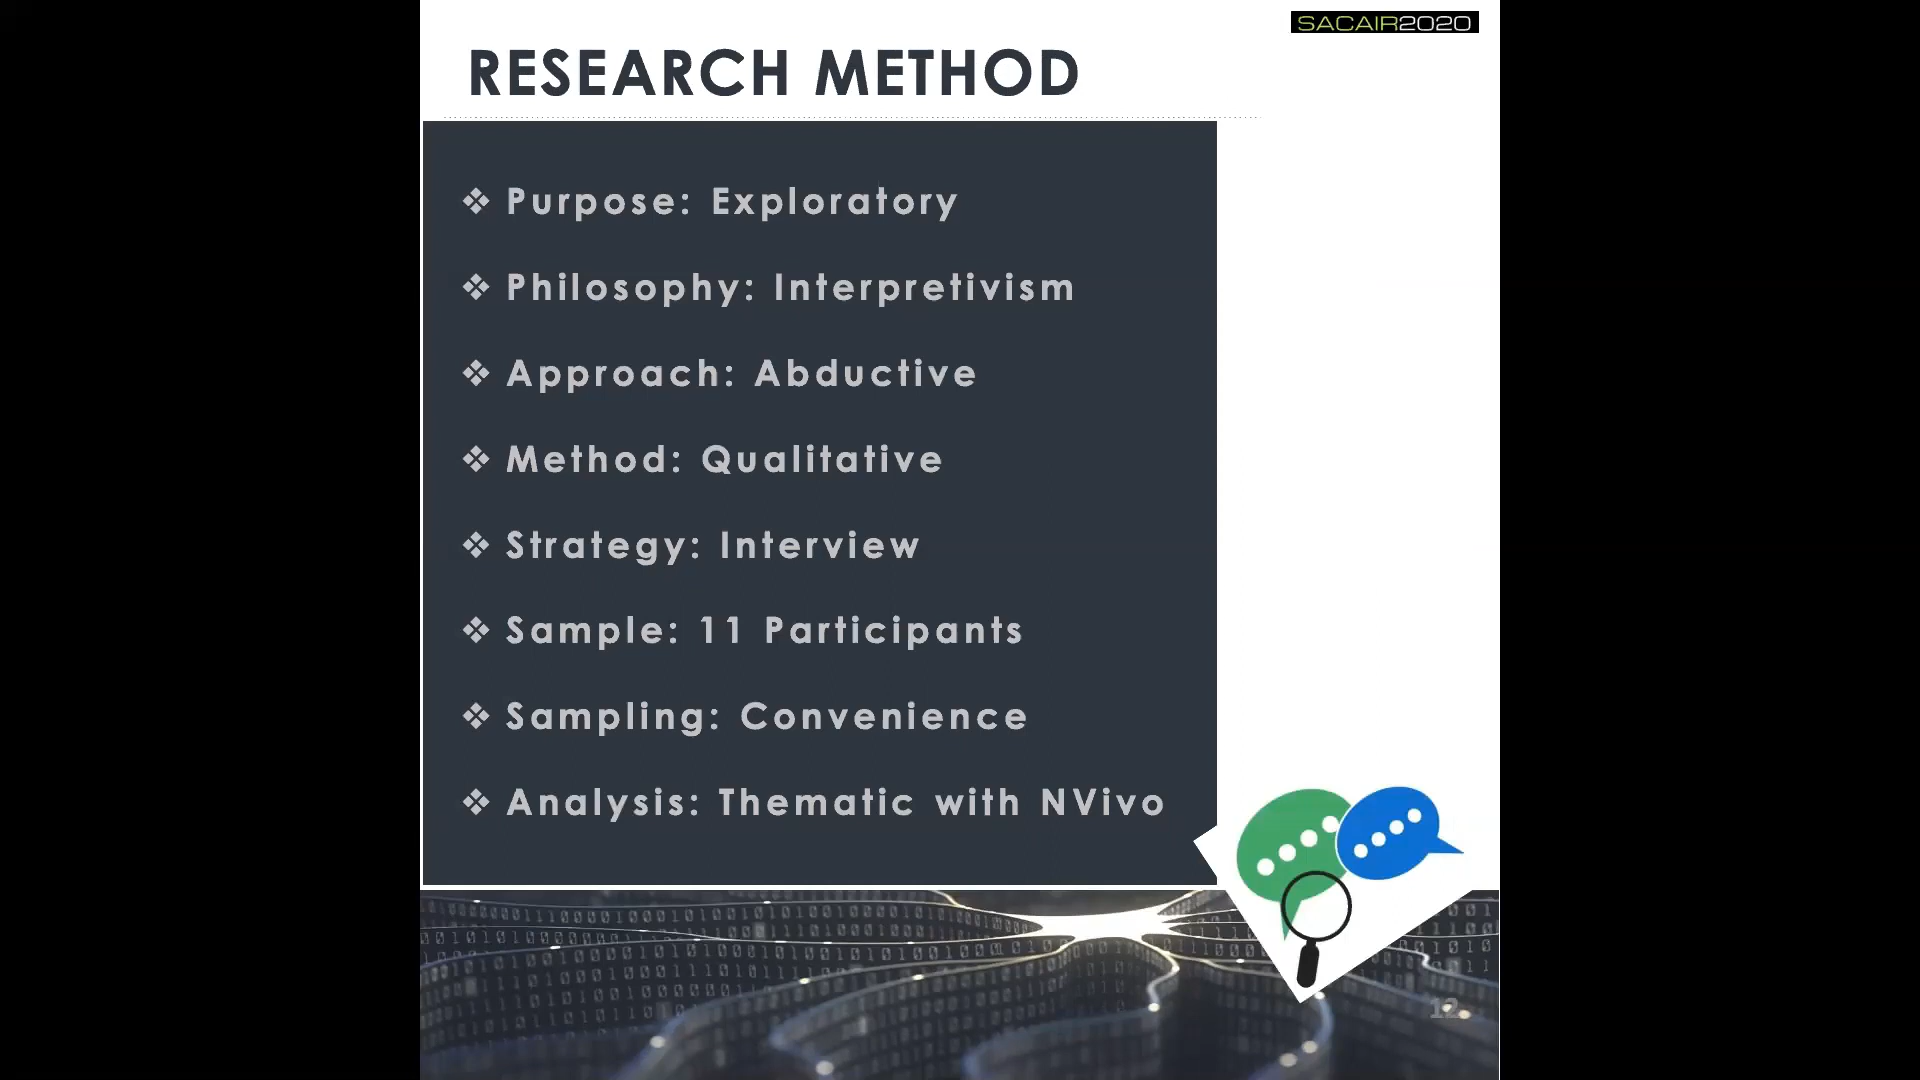 SACAIR2020
RESEARCH METHOD
❖ Purpose: Exploratory
❖ Philosophy: Interpretivism
❖ Approach: Abductive
❖ Method: Qualitative
❖ Strategy: Interview
❖ Sample: 11 Participants
❖ Sampling: Convenience
❖ Analysis: Thematic with NVivo
12